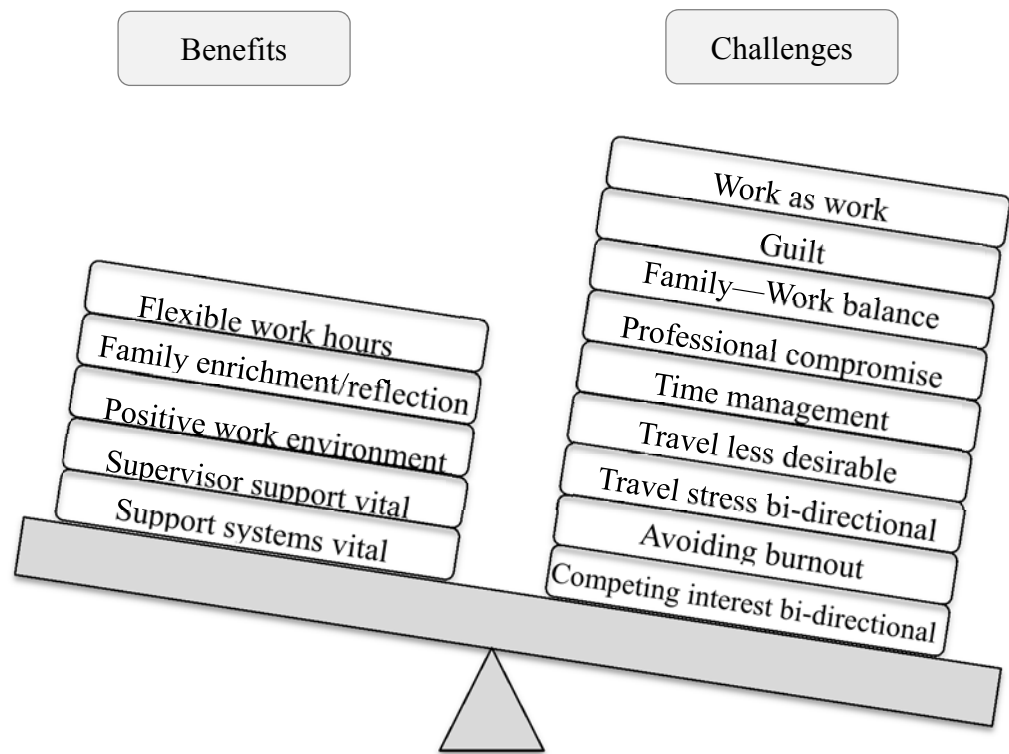 Benefits
Challenges
Flexible work hours
Family enrichment/reflection
Positive work environment
Supervisor support vital
Support systems vital
Work as work
Guilt
Family—Work balance
Professional compromise
Time management
Travel less desirable
Travel stress bi-directional
Avoiding burnout
Competing interest bi-directional